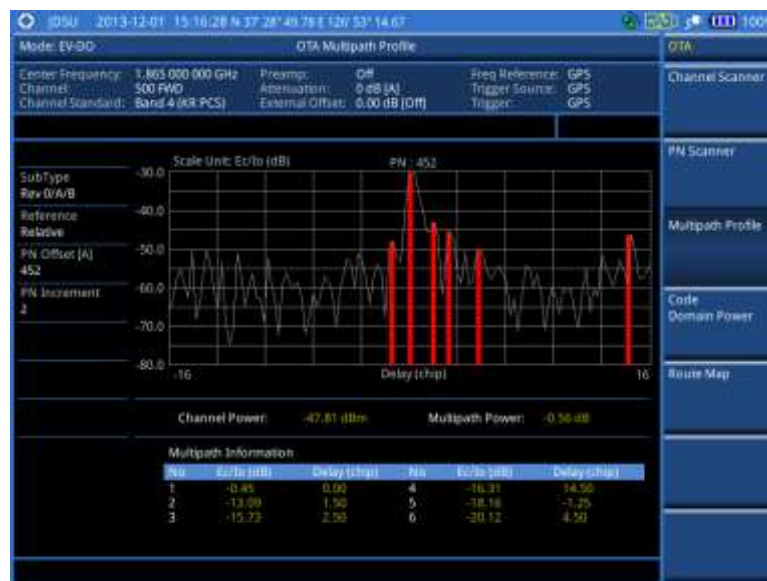 JDSU 2013-12-01 15:16:28 N 37° 28' 49.78 E 126° 53' 14.67 100%
Mode: EV-DO OTA Multipath Profile OTA
Center Frequency: 1.865 000 000 GHz Preamp: Off Freq Reference: GPS
Channel: 500 FWD Attenuation: 0 dB [A] Trigger Source: GPS
Channel Standard: Band 4 (KR PCS) External Offset: 0.00 dB [Off] Trigger: GPS
Channel Scanner
PN Scanner
Multipath Profile
Code
Domain Power
Route Map
SubType
Rev 0/A/B
Reference
Relative
PN Offset [A]
452
PN Increment
2
Scale Unit: Ec/Io (dB) PN : 452
-30.0
-40.0
-50.0
-60.0
-70.0
-80.0
-16 Delay (chip) 16
Channel Power: -47.81 dBm Multipath Power: -0.56 dB
Multipath Information
No Ec/Io (dB) Delay (chip) No Ec/Io (dB) Delay (chip)
1 -0.45 0.00 4 -16.31 14.50
2 -13.09 1.50 5 -18.16 -1.25
3 -15.73 2.50 6 -20.12 4.50